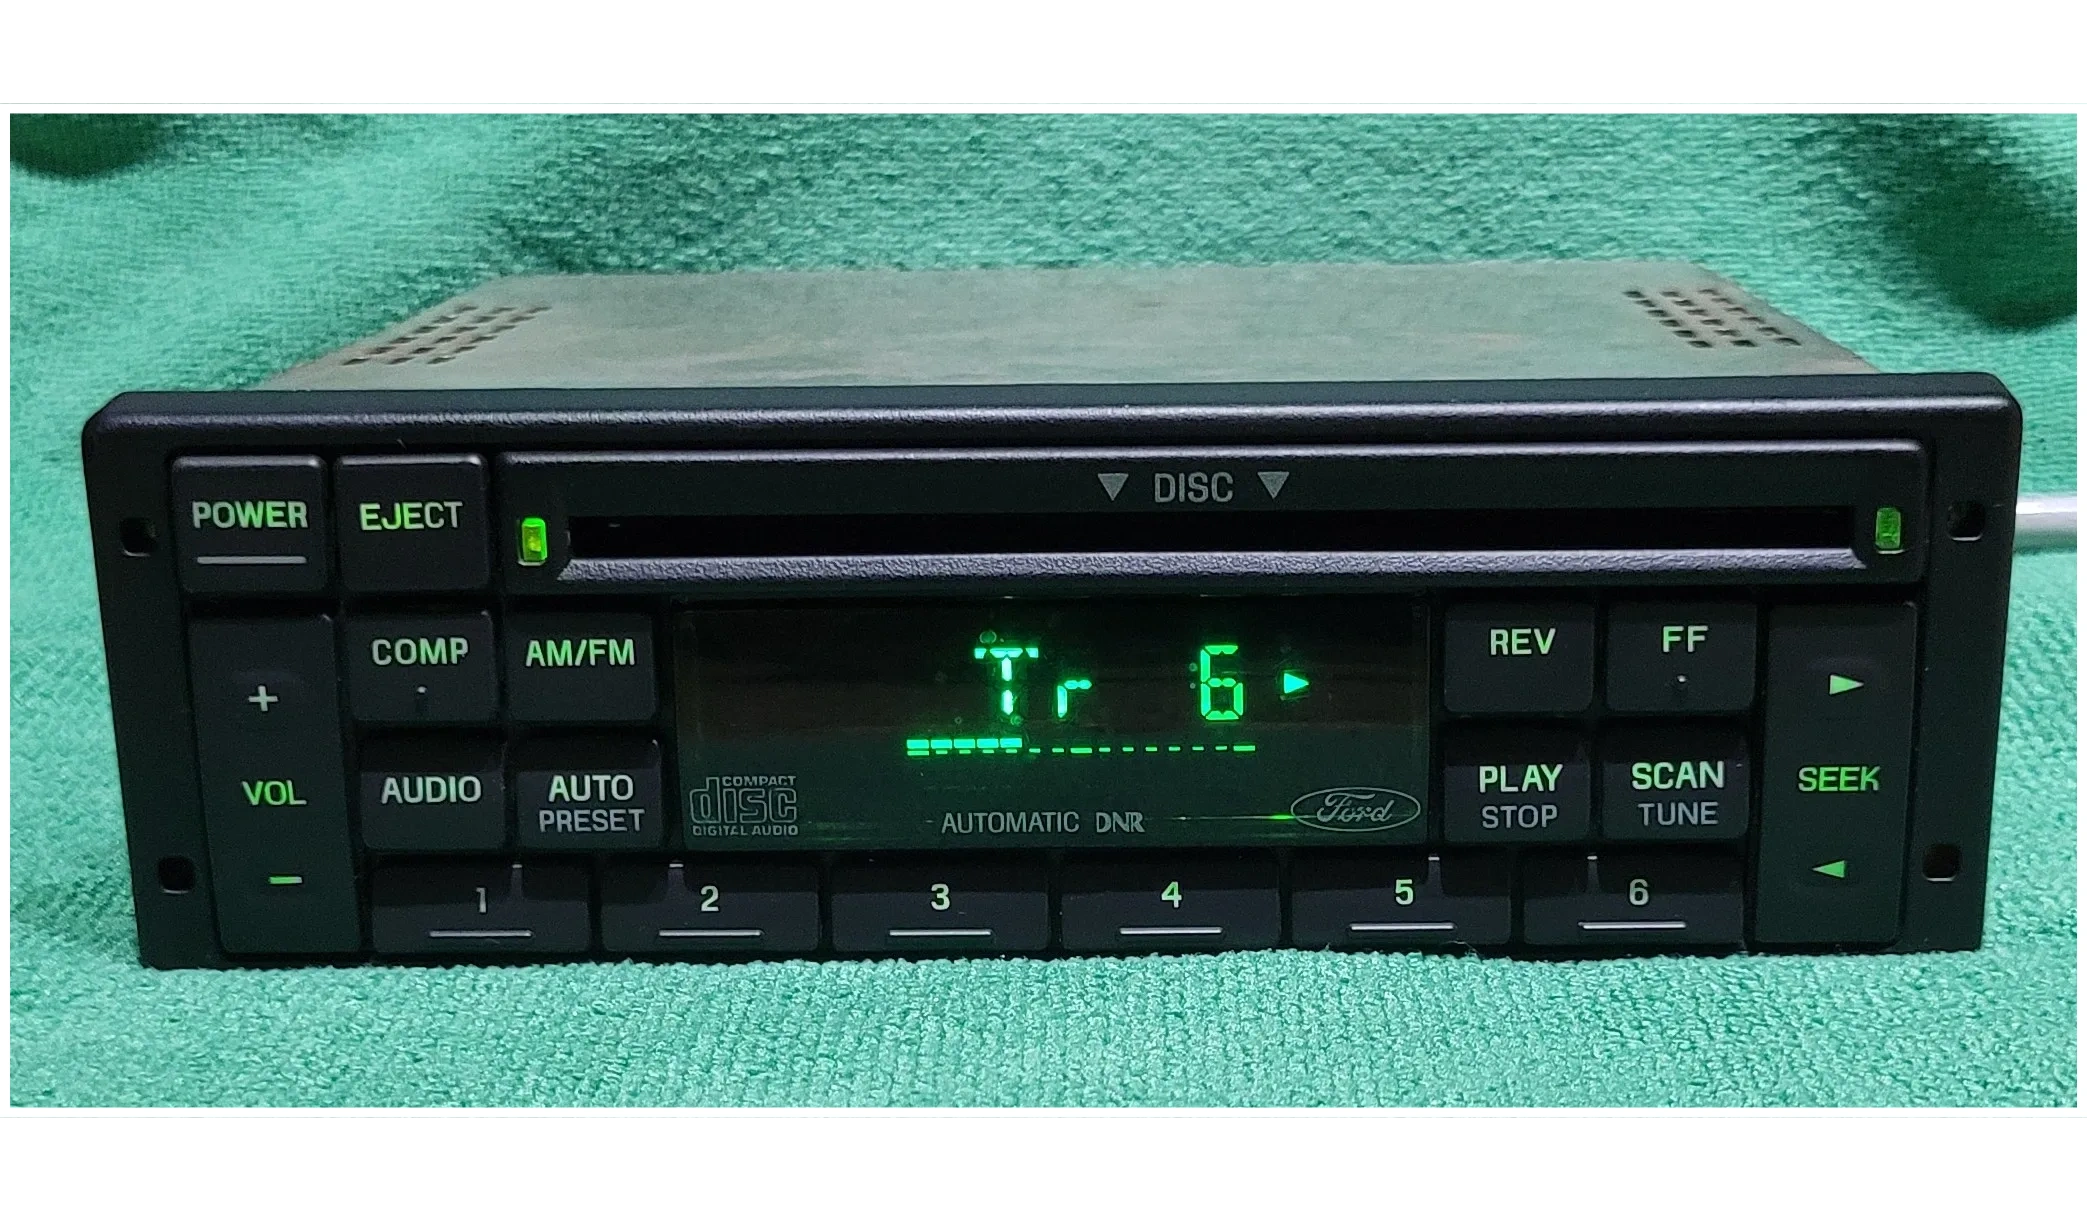 ▼ DISC ▼
POWER
EJECT
COMP
AM/FM
Tr 6 ►
REV
FF
►
+
VOL
−
AUDIO
AUTO
PRESET
COMPACT
disc
DIGITAL AUDIO
AUTOMATIC DNR
Ford
PLAY
STOP
SCAN
TUNE
SEEK
◄
1
2
3
4
5
6